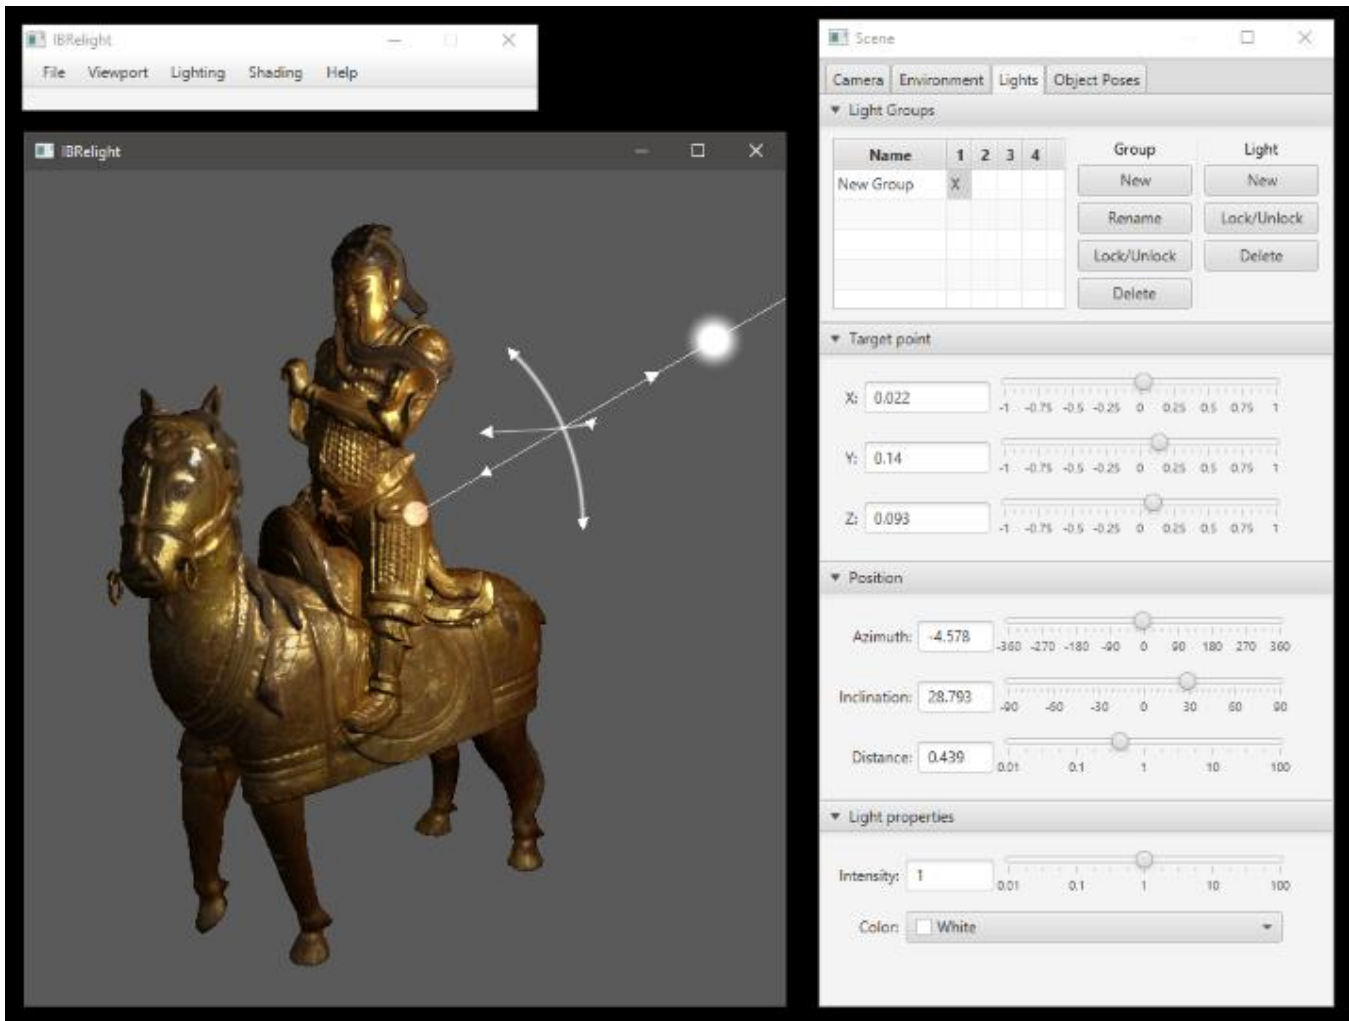 IBRelight
File Viewport Lighting Shading Help
IBRelight
Scene
Camera Environment Lights Object Poses
Light Groups
Name 1 2 3 4
New Group X
Group Light
New New
Rename Lock/Unlock
Lock/Unlock Delete
Delete
Target point
X: 0.022
-1 -0.75 -0.5 -0.25 0 0.25 0.5 0.75 1
Y: 0.14
-1 -0.75 -0.5 -0.25 0 0.25 0.5 0.75 1
Z: 0.093
-1 -0.75 -0.5 -0.25 0 0.25 0.5 0.75 1
Position
Azimuth: -4.578
-360 -270 -180 -90 0 90 180 270 360
Inclination: 28.793
-90 -60 -30 0 30 60 90
Distance: 0.439
0.01 0.1 1 10 100
Light properties
Intensity: 1
0.01 0.1 1 10 100
Color: White